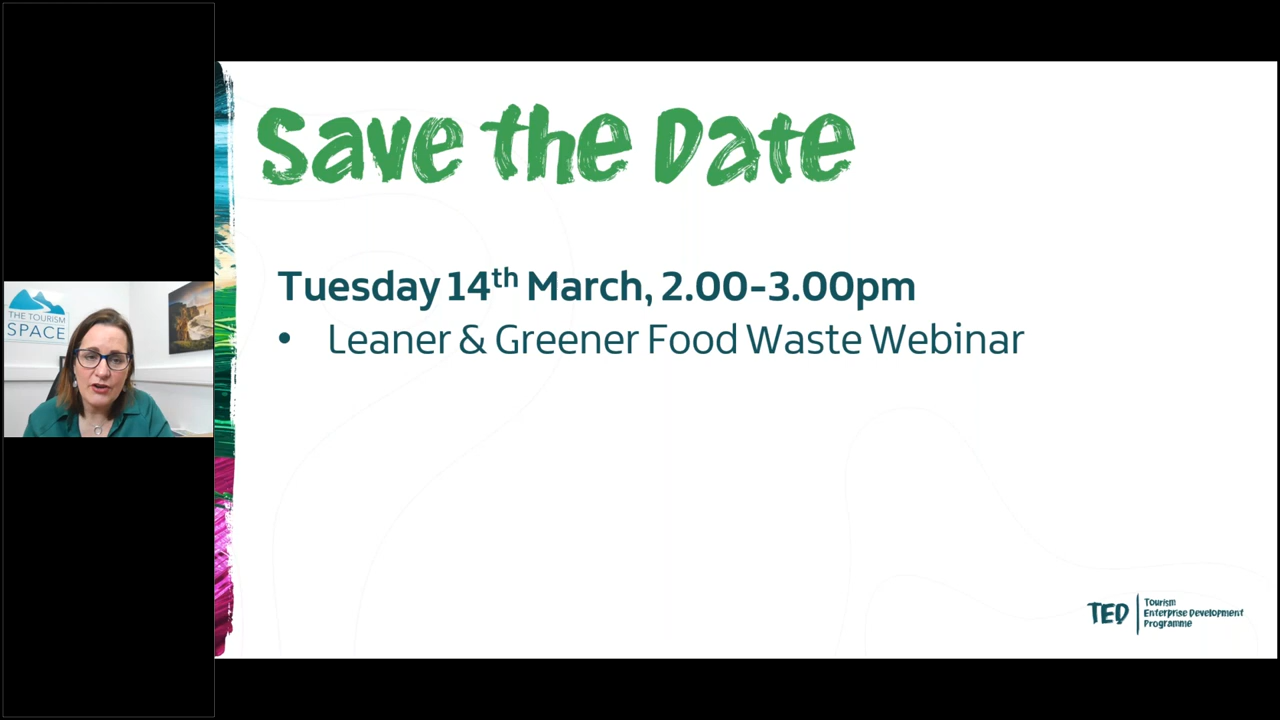 THE TOURISM
SPACE
Save the Date
Tuesday 14th March, 2.00-3.00pm
• Leaner & Greener Food Waste Webinar
TED
Tourism
Enterprise Development
Programme